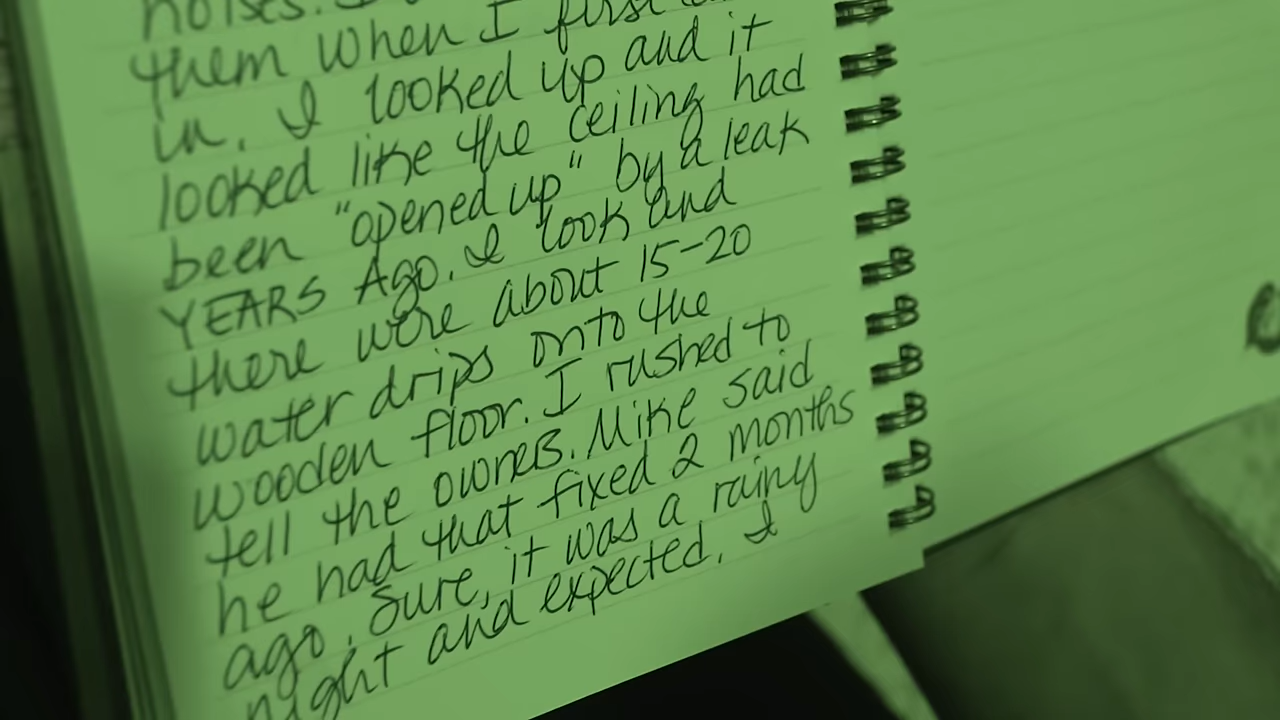 noises. I
them when I first
in. I looked up and it
looked like the ceiling had
been "opened up" by a leak
YEARS AgO. I look and
there were about 15-20
water drips onto the
wooden floor. I rushed to
tell the owners. Mike said
he had that fixed 2 months
ago. Sure, it was a rainy
night and expected. I